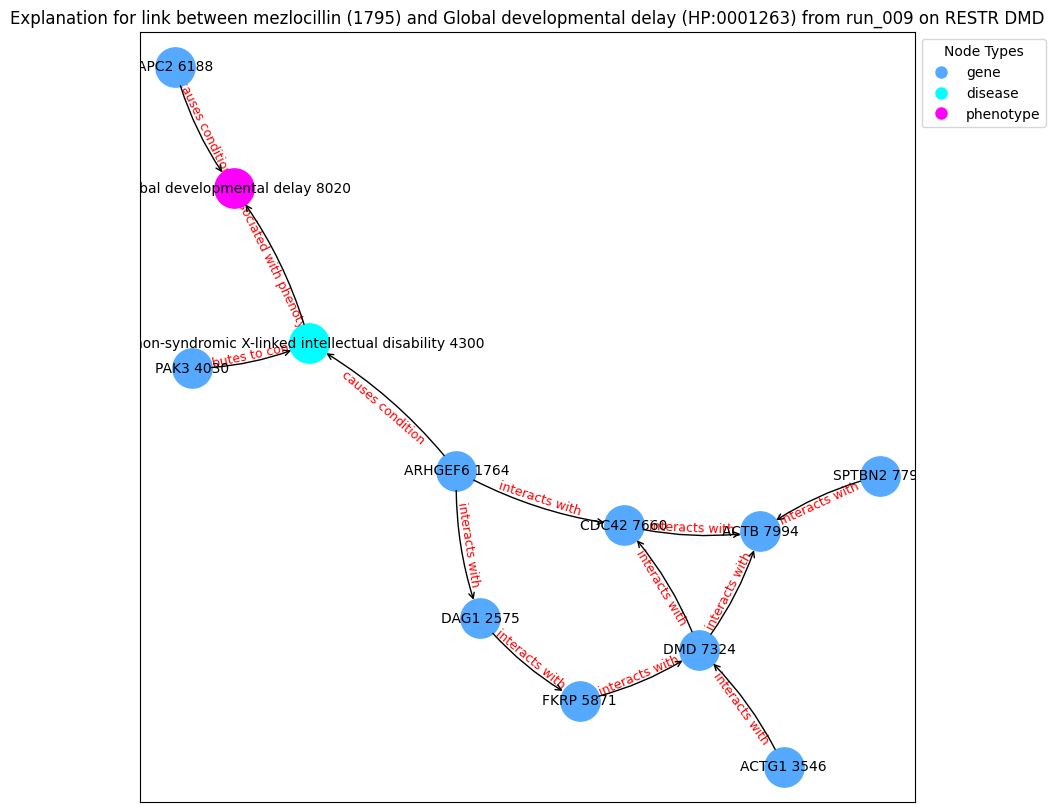 Explanation for link between mezlocillin (1795) and Global developmental delay (HP:0001263) from run_009 on RESTR DMD
Node Types
gene
disease
phenotype
APC2 6188
causes condition
bal developmental delay 8020
ociated with phenoty
non-syndromic X-linked intellectual disability 4300
butes to con
PAK3 4030
causes condition
ARHGEF6 1764
SPTBN2 779
interacts with
interacts with
CDC42 7660
interacts with
ACTB 7994
interacts with
interacts with
interacts with
DAG1 2575
interacts with
DMD 7324
interacts with
FKRP 5871
interacts with
ACTG1 3546